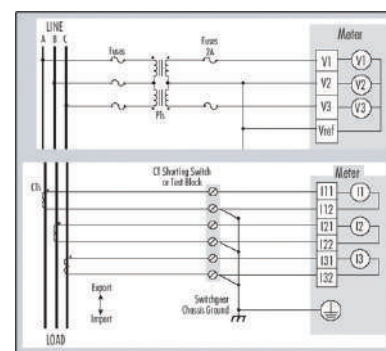 LINE
A B C
Fuses
Fuses
2A
Meter
V1 V1
V2 V2
V3 V3
Vref
PTs
CT Shorting Switch
or Test Block
Meter
CTs
I11 I1
I12
I21 I2
I22
I31 I3
I32
Export
Import
Switchgear
Chassis Ground
LOAD